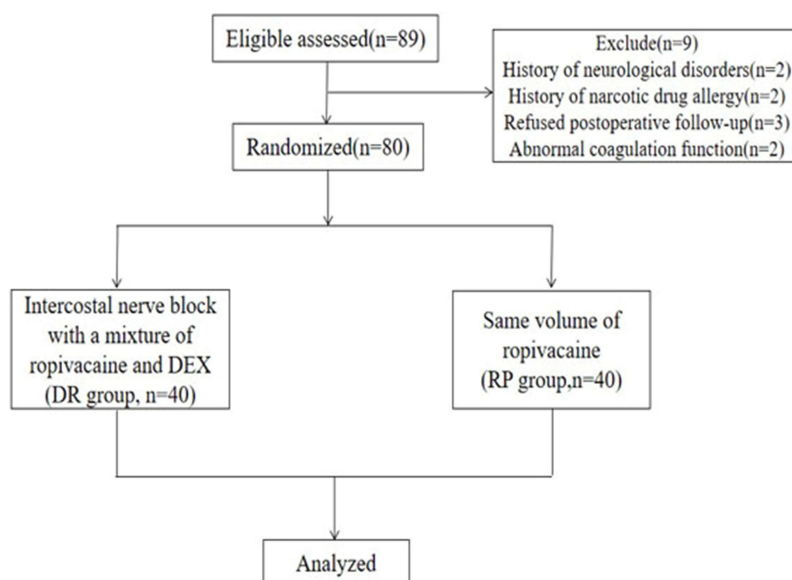 Eligible assessed(n=89)
Exclude(n=9)
History of neurological disorders(n=2)
History of narcotic drug allergy(n=2)
Refused postoperative follow-up(n=3)
Abnormal coagulation function(n=2)
Randomized(n=80)
Intercostal nerve block
with a mixture of
ropivacaine and DEX
(DR group, n=40)
Same volume of
ropivacaine
(RP group,n=40)
Analyzed